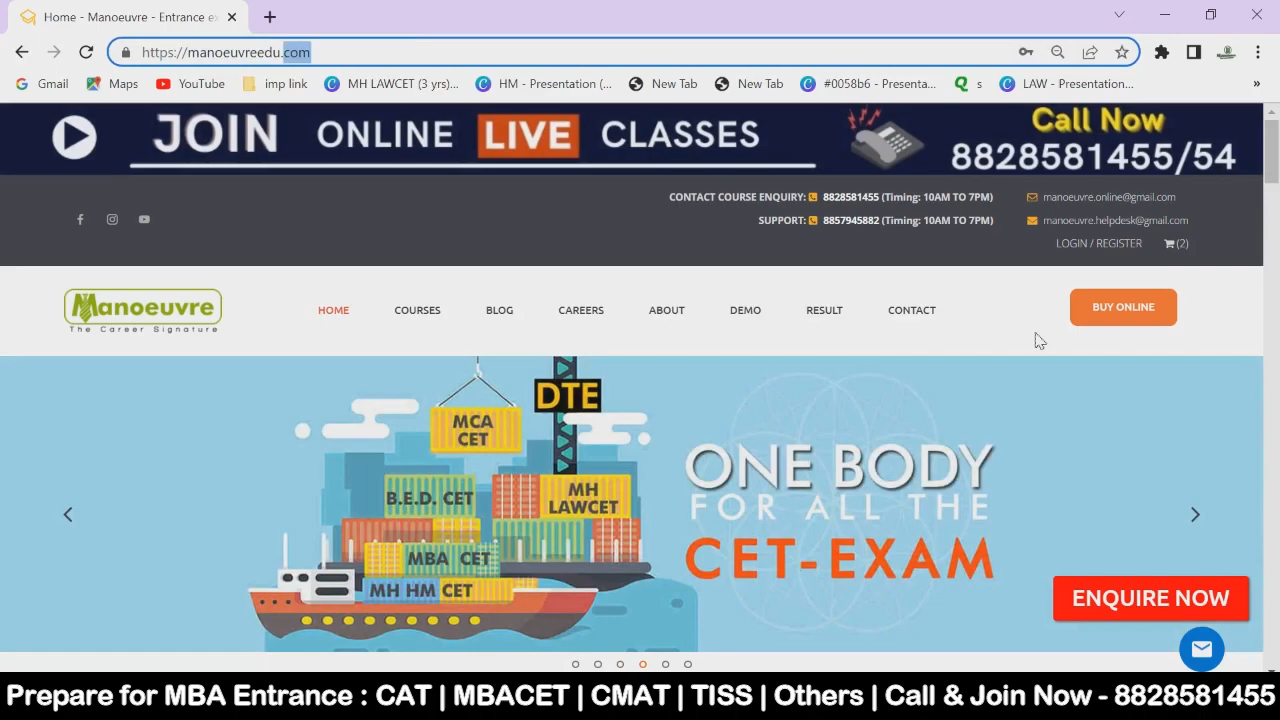 Home - Manoeuvre - Entrance e
https://manoeuvreedu.com
Gmail
Maps
YouTube
imp link
MH LAWCET (3 yrs)...
HM - Presentation (...
New Tab
New Tab
#0058b6 - Presenta...
s
LAW - Presentation...
»
JOIN ONLINE LIVE CLASSES
Call Now
8828581455/54
CONTACT COURSE ENQUIRY: 8828581455 (Timing: 10AM TO 7PM)
manoeuvre.online@gmail.com
SUPPORT: 8857945882 (Timing: 10AM TO 7PM)
manoeuvre.helpdesk@gmail.com
LOGIN / REGISTER
(2)
Manoeuvre
The Career Signature
HOME
COURSES
BLOG
CAREERS
ABOUT
DEMO
RESULT
CONTACT
BUY ONLINE
DTE
MCA
CET
B.E.D. CET
MH
LAWCET
MBA CET
MH HM CET
ONE BODY
FOR ALL THE
CET-EXAM
ENQUIRE NOW
Prepare for MBA Entrance : CAT | MBACET | CMAT | TISS | Others | Call & Join Now - 8828581455